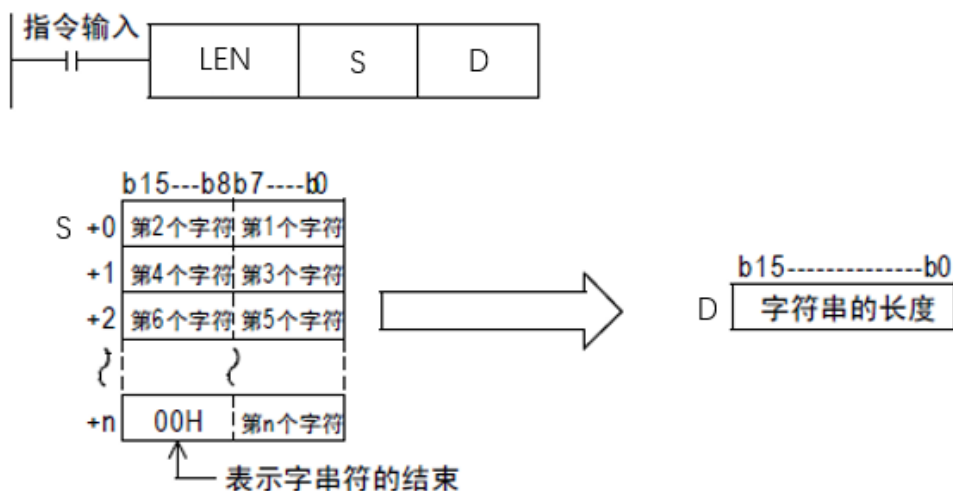 指令输入
LEN S D
b15---b8b7----b0
S +0 第2个字符 第1个字符
+1 第4个字符 第3个字符
+2 第6个字符 第5个字符
+n 00H 第n个字符
表示字串符的结束
b15--------------b0
D 字符串的长度